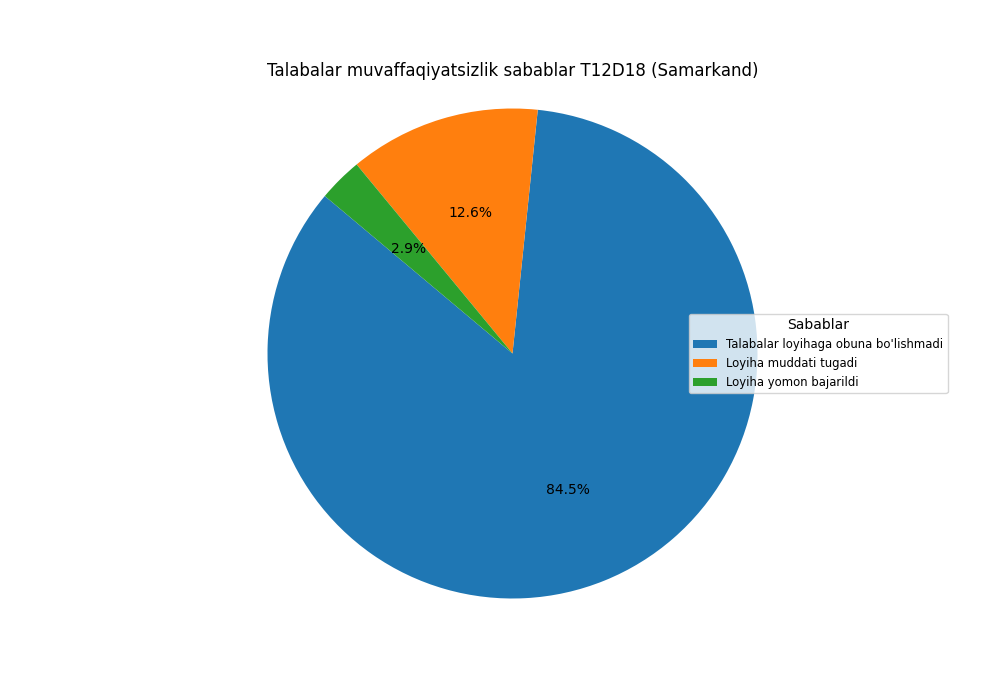 Talabalar muvaffaqiyatsizlik sabablar T12D18 (Samarkand)
12.6%
2.9%
84.5%
Sabablar
Talabalar loyihaga obuna bo'lishmadi
Loyiha muddati tugadi
Loyiha yomon bajarildi